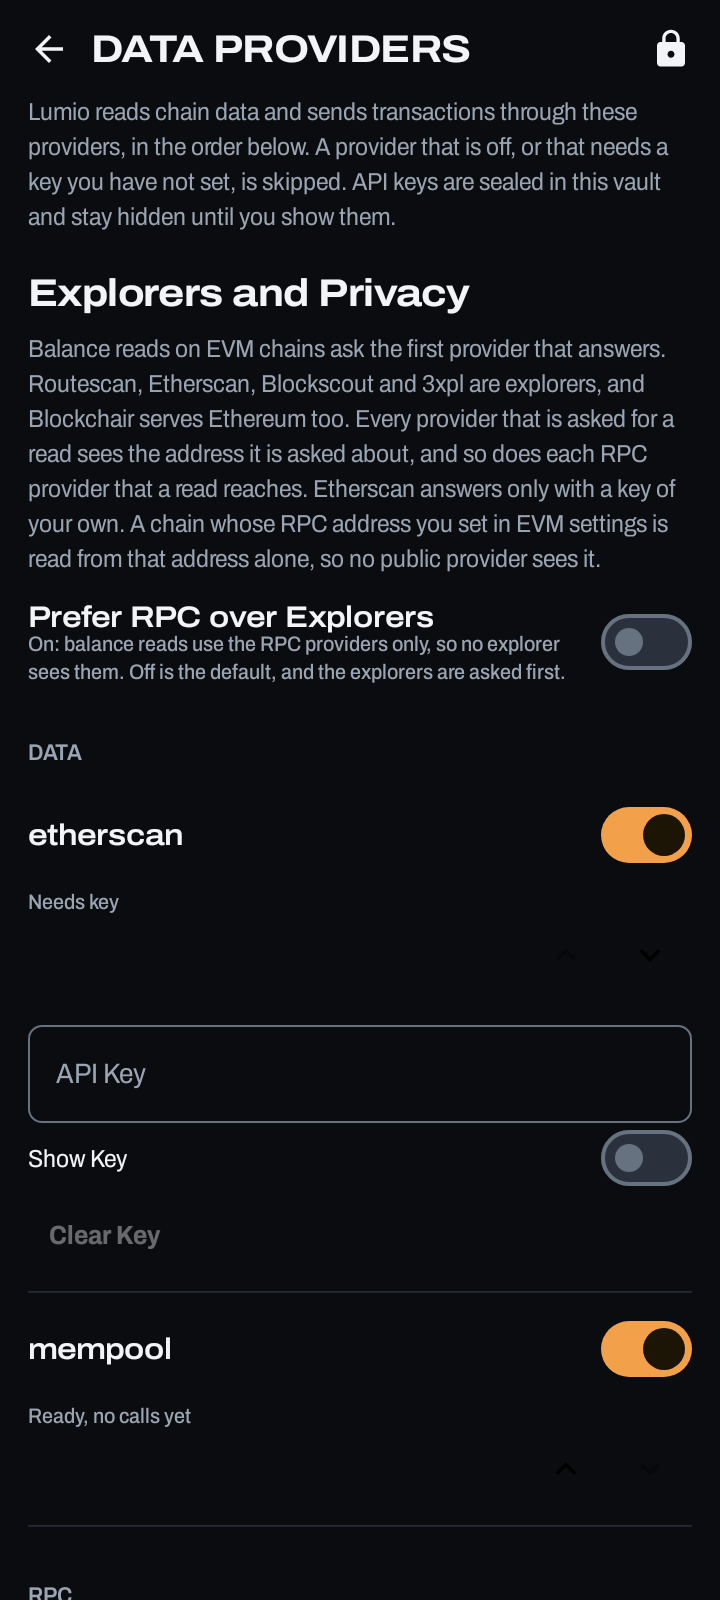 DATA PROVIDERS
Lumio reads chain data and sends transactions through these
providers, in the order below. A provider that is off, or that needs a
key you have not set, is skipped. API keys are sealed in this vault
and stay hidden until you show them.
Explorers and Privacy
Balance reads on EVM chains ask the first provider that answers.
Routescan, Etherscan, Blockscout and 3xpl are explorers, and
Blockchair serves Ethereum too. Every provider that is asked for a
read sees the address it is asked about, and so does each RPC
provider that a read reaches. Etherscan answers only with a key of
your own. A chain whose RPC address you set in EVM settings is
read from that address alone, so no public provider sees it.
Prefer RPC over Explorers
On: balance reads use the RPC providers only, so no explorer
sees them. Off is the default, and the explorers are asked first.
DATA
etherscan
Needs key
API Key
Show Key
Clear Key
mempool
Ready, no calls yet
RPC